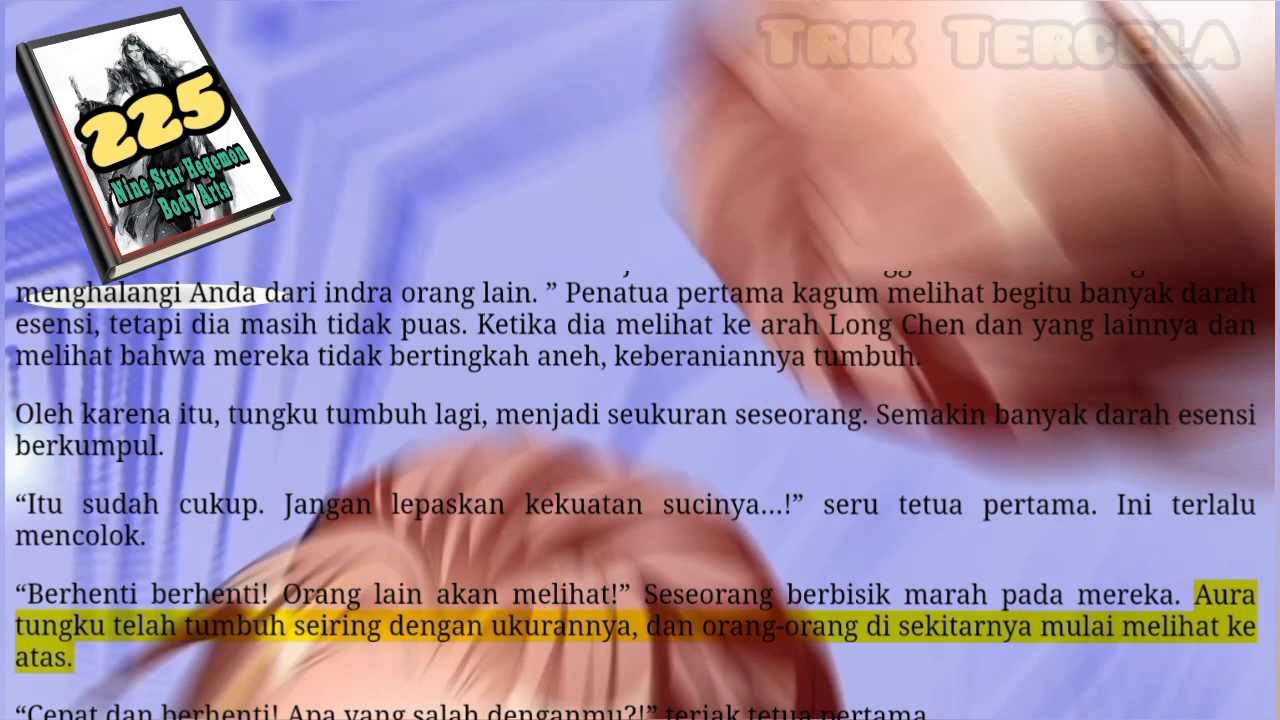 Trik Tercela
225
Nine Star Hegemon
Body Arts
menghalangi Anda dari indra orang lain. ” Penatua pertama kagum melihat begitu banyak darah
esensi, tetapi dia masih tidak puas. Ketika dia melihat ke arah Long Chen dan yang lainnya dan
melihat bahwa mereka tidak bertingkah aneh, keberaniannya tumbuh.
Oleh karena itu, tungku tumbuh lagi, menjadi seukuran seseorang. Semakin banyak darah esensi
berkumpul.
“Itu sudah cukup. Jangan lepaskan kekuatan sucinya…!” seru tetua pertama. Ini terlalu
mencolok.
“Berhenti berhenti! Orang lain akan melihat!” Seseorang berbisik marah pada mereka. Aura
tungku telah tumbuh seiring dengan ukurannya, dan orang-orang di sekitarnya mulai melihat ke
atas.
“Cepat dan berhenti! Apa yang salah denganmu?!” teriak tetua pertama